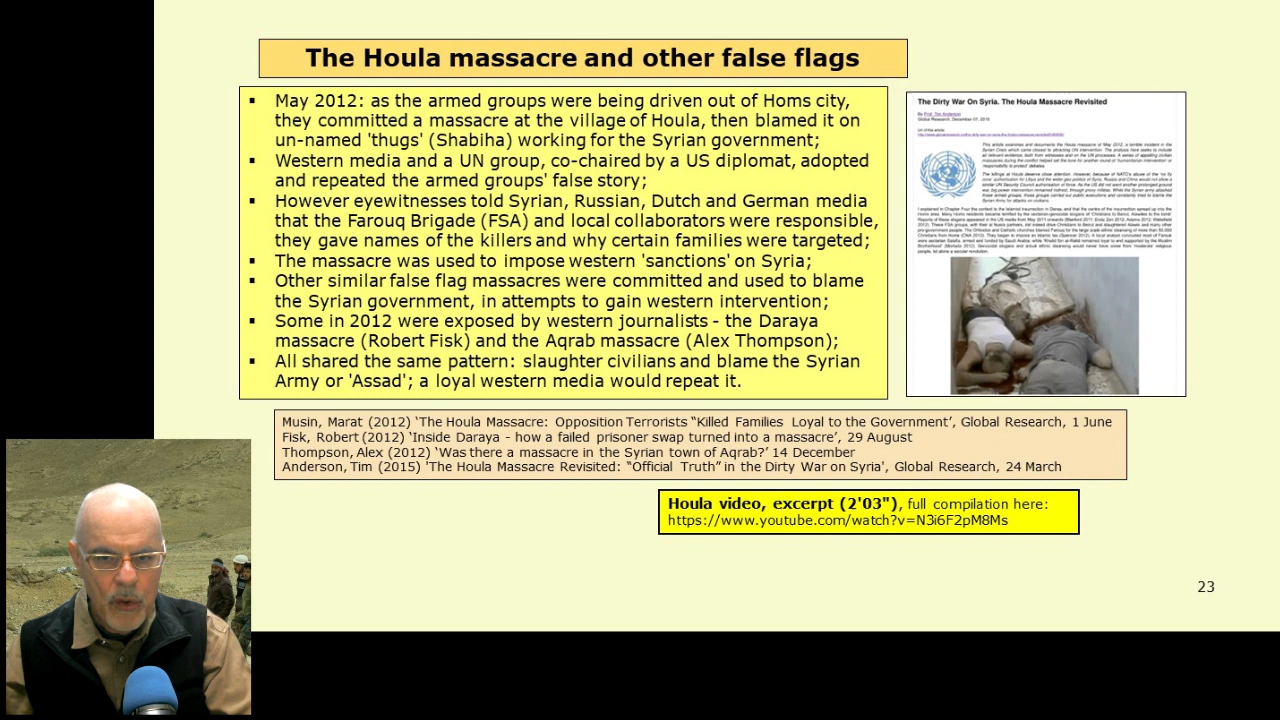 The Houla massacre and other false flags
▪ May 2012: as the armed groups were being driven out of Homs city,
they committed a massacre at the village of Houla, then blamed it on
un-named 'thugs' (Shabiha) working for the Syrian government;
▪ Western media and a UN group, co-chaired by a US diplomat, adopted
and repeated the armed groups' false story;
▪ However eyewitnesses told Syrian, Russian, Dutch and German media
that the Farouq brigade (FSA) and local collaborators were responsible,
they gave names of the killers and why certain families were targeted;
▪ The massacre was used to impose western 'sanctions' on Syria;
▪ Other similar false flag massacres were committed and used to blame
the Syrian government, in attempts to gain western intervention;
▪ Some in 2012 were exposed by western journalists - the Daraya
massacre (Robert Fisk) and the Aqrab massacre (Alex Thompson);
▪ All shared the same pattern: slaughter civilians and blame the Syrian
Army or 'Assad'; a loyal western media would repeat it.
The Dirty War On Syria. The Houla Massacre Revisited
By Prof. Tim Anderson
Musin, Marat (2012) ‘The Houla Massacre: Opposition Terrorists “Killed Families Loyal to the Government’, Global Research, 1 June
Fisk, Robert (2012) ‘Inside Daraya - how a failed prisoner swap turned into a massacre’, 29 August
Thompson, Alex (2012) ‘Was there a massacre in the Syrian town of Aqrab?’ 14 December
Anderson, Tim (2015) 'The Houla Massacre Revisited: “Official Truth” in the Dirty War on Syria', Global Research, 24 March
Houla video, excerpt (2'03"), full compilation here:
https://www.youtube.com/watch?v=N3i6F2pM8Ms
23